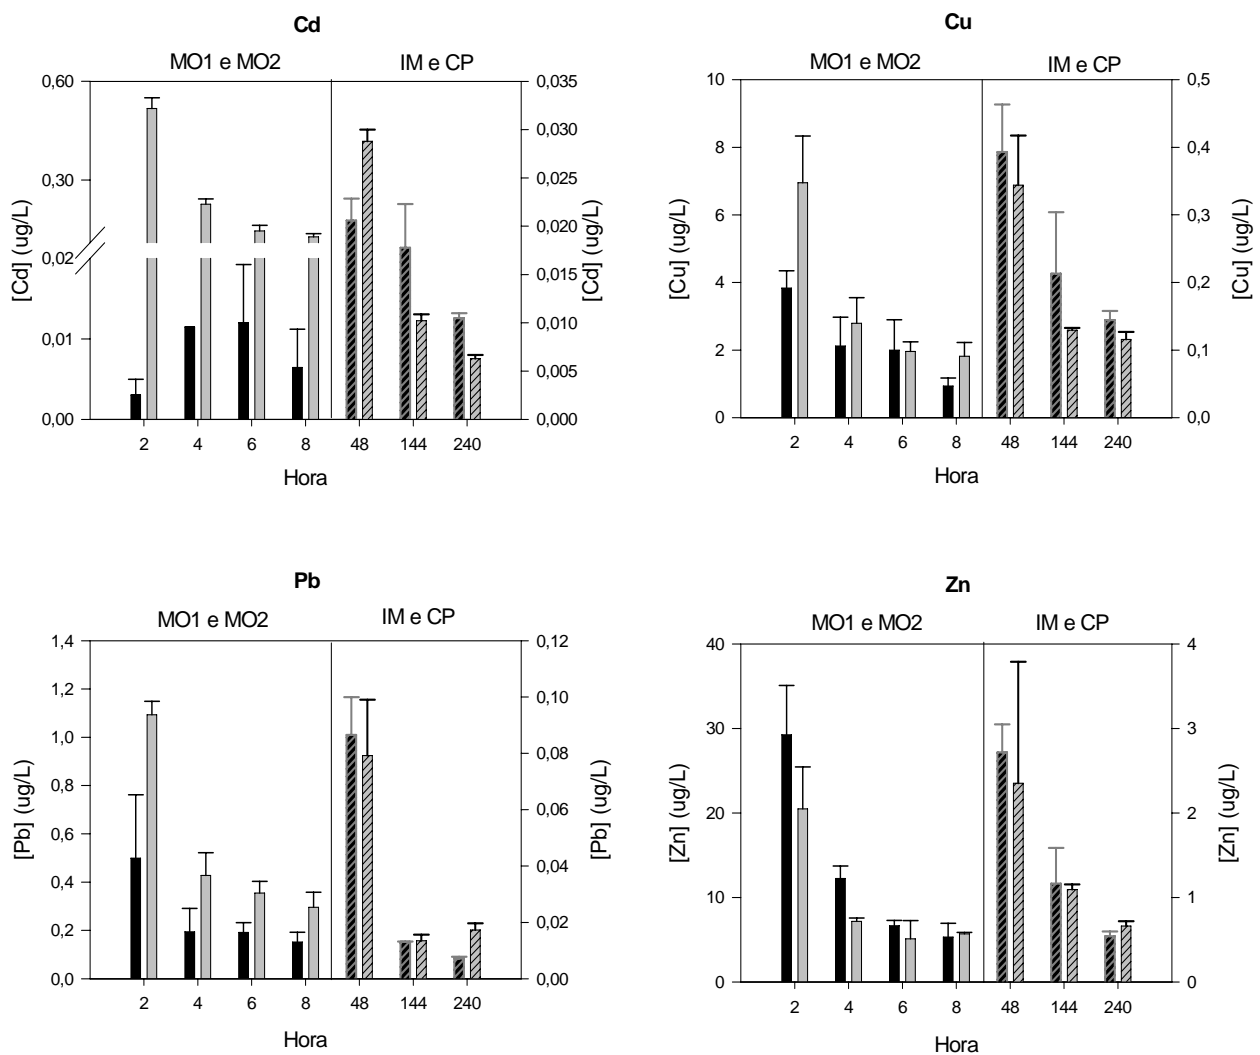 Cd
MO1 e MO2
IM e CP
0,60
0,30
0,02
0,01
0,00
[Cd] (ug/L)
0,035
0,030
0,025
0,020
0,015
0,010
0,005
0,000
[Cd] (ug/L)
2 4 6 8 48 144 240
Hora
Cu
MO1 e MO2
IM e CP
10
8
6
4
2
0
[Cu] (ug/L)
0,5
0,4
0,3
0,2
0,1
0,0
[Cu] (ug/L)
2 4 6 8 48 144 240
Hora
Pb
MO1 e MO2
IM e CP
1,4
1,2
1,0
0,8
0,6
0,4
0,2
0,0
[Pb] (ug/L)
0,12
0,10
0,08
0,06
0,04
0,02
0,00
[Pb] (ug/L)
2 4 6 8 48 144 240
Hora
Zn
MO1 e MO2
IM e CP
40
30
20
10
0
[Zn] (ug/L)
4
3
2
1
0
[Zn] (ug/L)
2 4 6 8 48 144 240
Hora